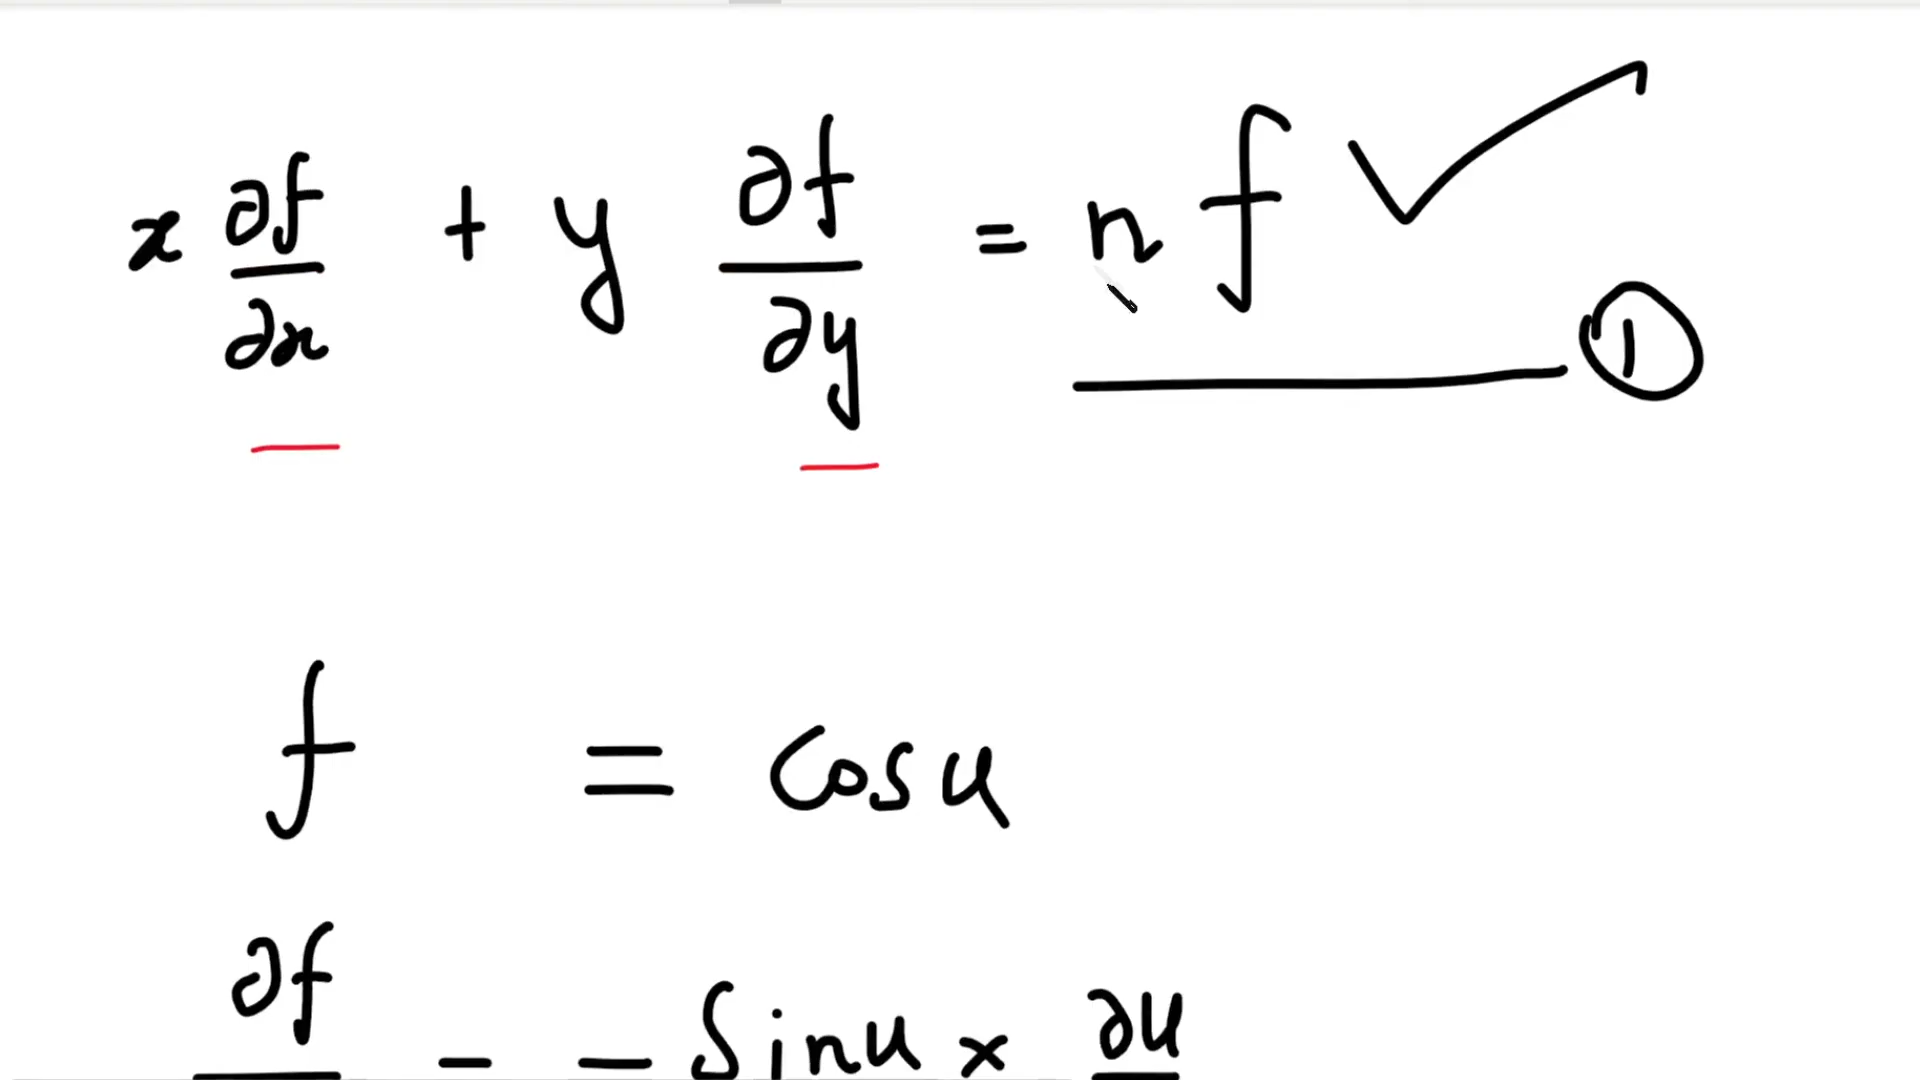 x ∂f/∂x + y ∂f/∂y = n f ✓ ①
f = cos u
∂f = - sin u × ∂u